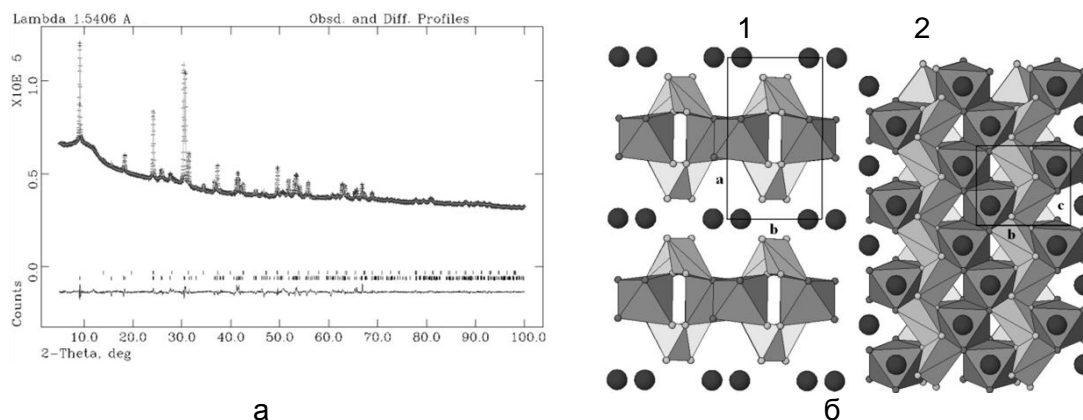 Lambda 1.5406 A Obsd. and Diff. Profiles
X10E 5
1.0
0.5
0.0
Counts
10.0 20.0 30.0 40.0 50.0 60.0 70.0 80.0 90.0 100.0
2-Theta, deg
а
1 2
a
b
c
b
б